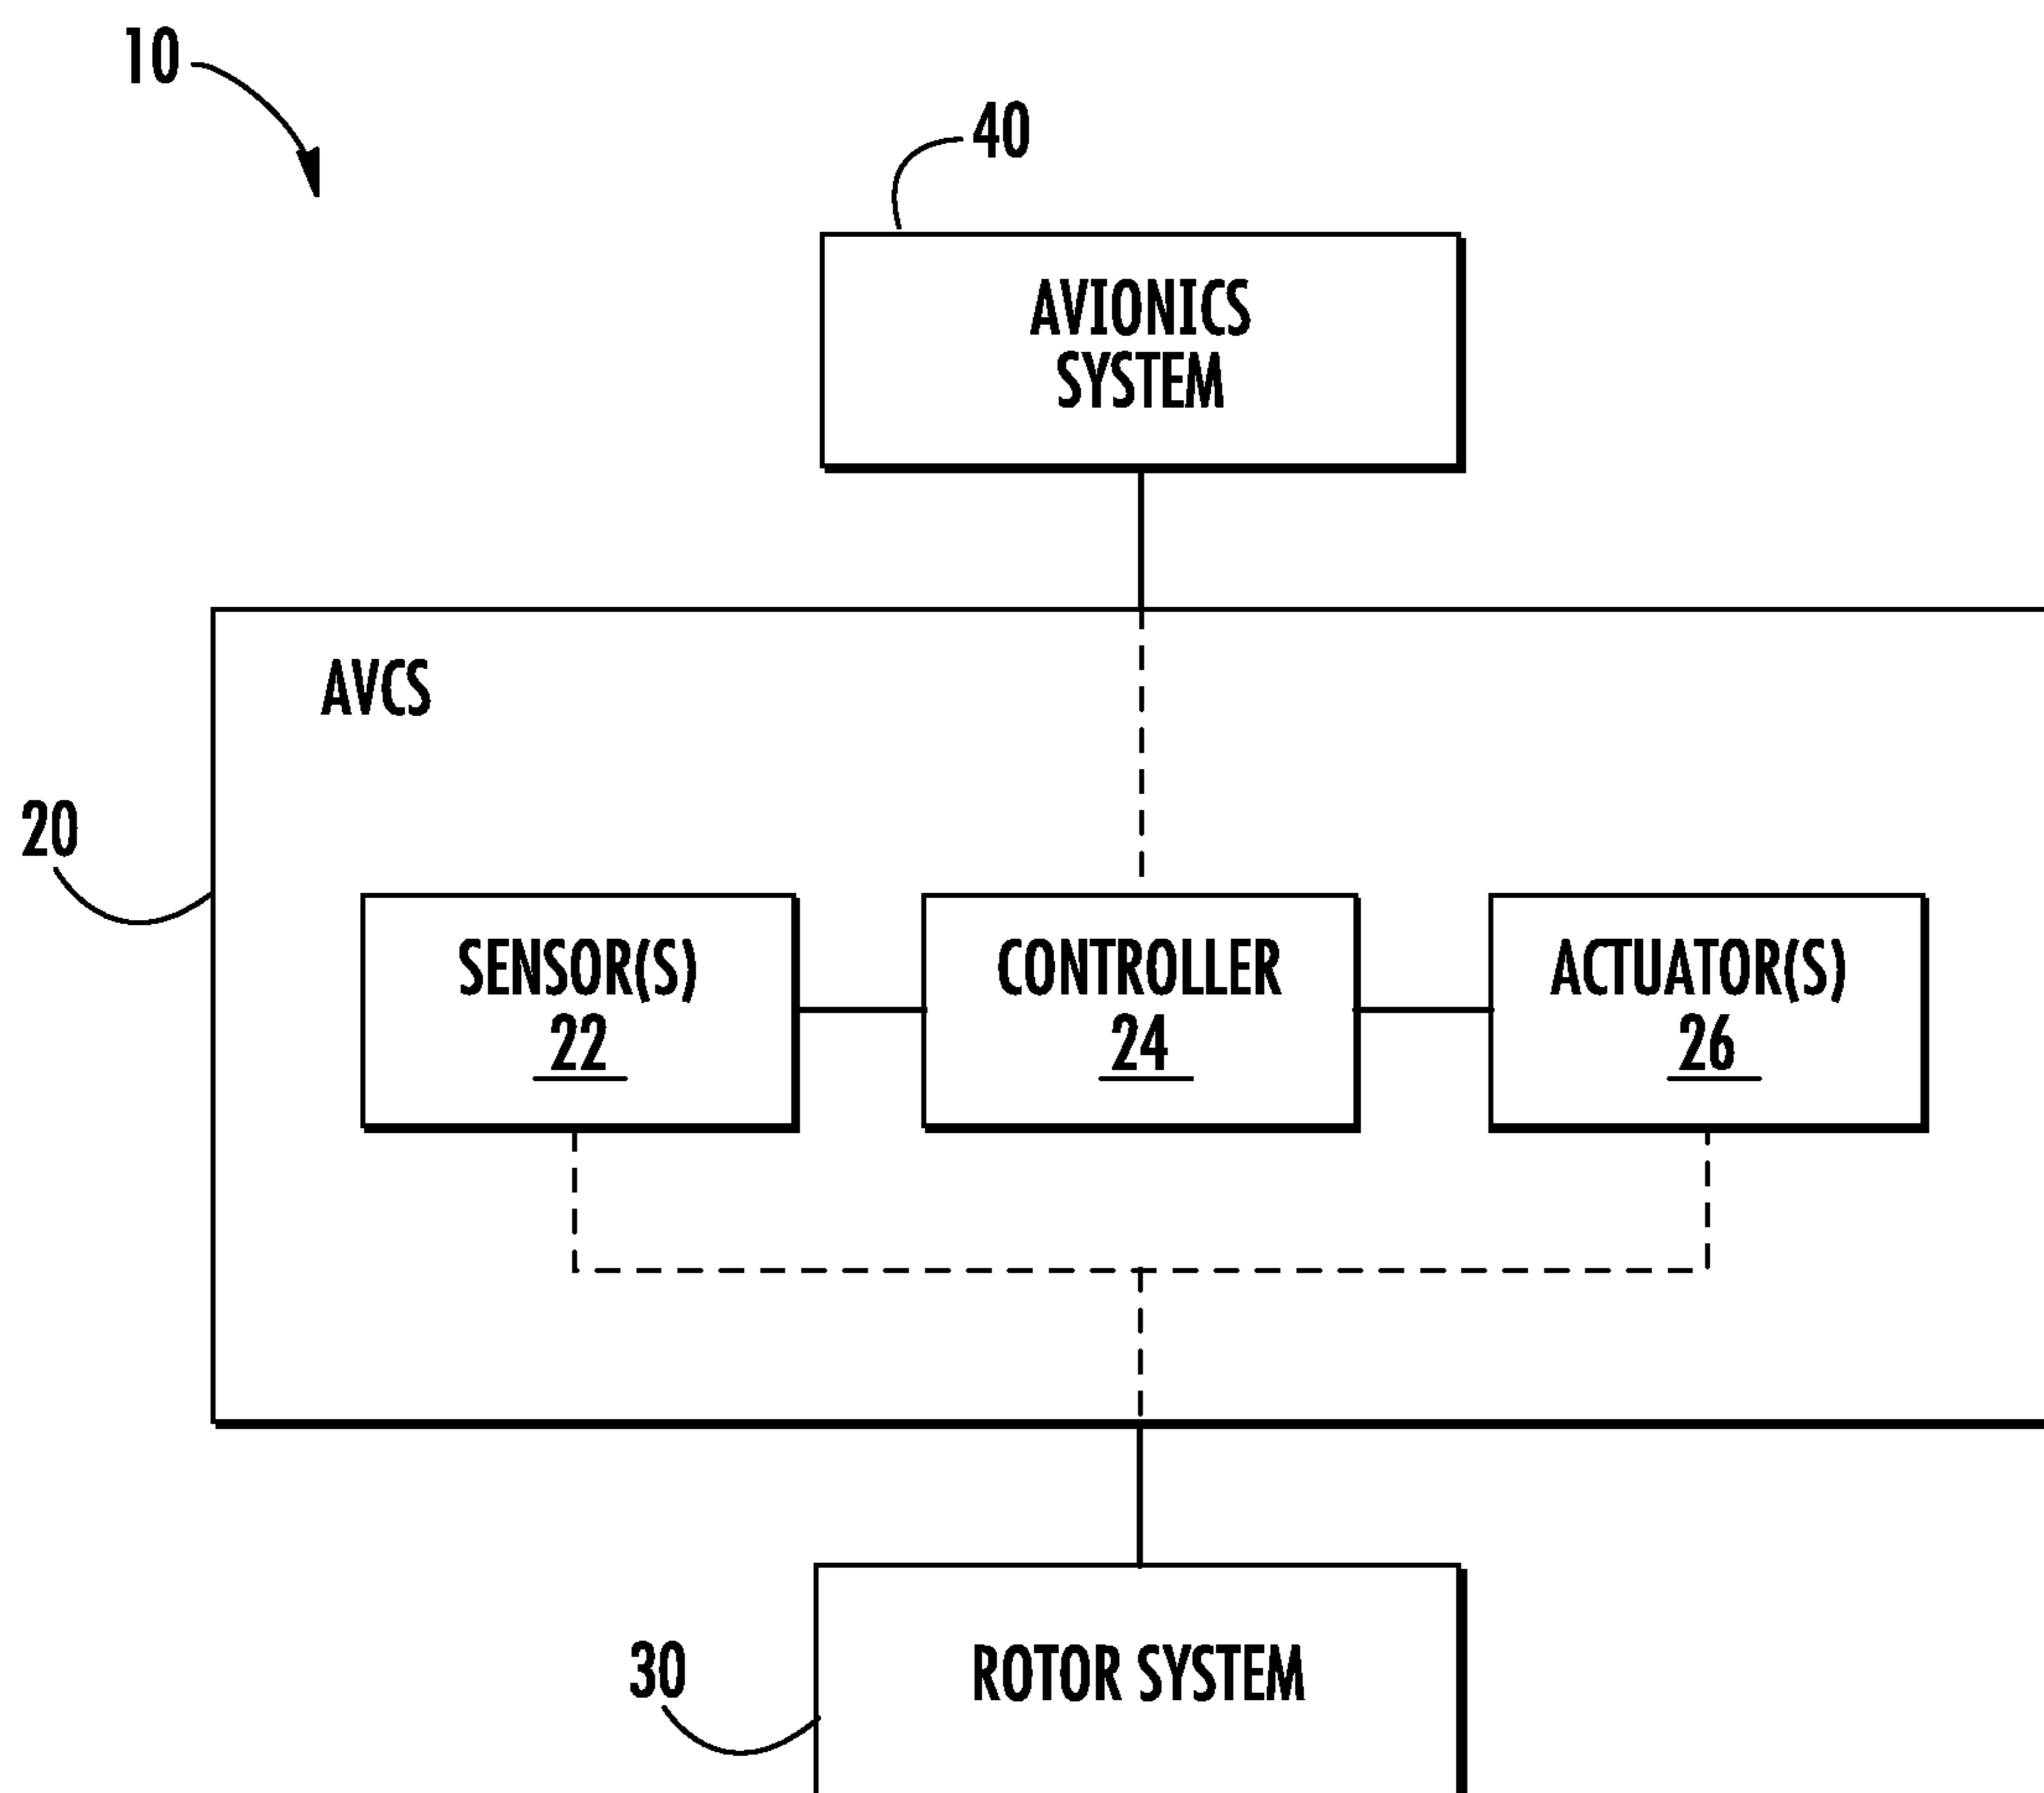 10
40
AVIONICS
SYSTEM
AVCS
20
SENSOR(S)
22
CONTROLLER
24
ACTUATOR(S)
26
30
ROTOR SYSTEM